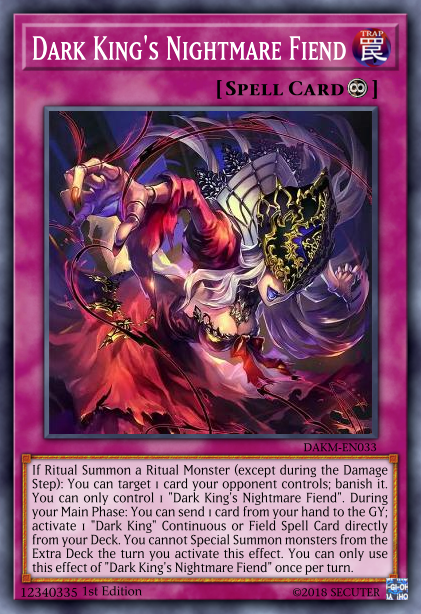 Dark King's Nightmare Fiend
TRAP
罠
[Spell Card]
DAKM-EN033
If Ritual Summon a Ritual Monster (except during the Damage
Step): You can target 1 card your opponent controls; banish it.
You can only control 1 "Dark King's Nightmare Fiend". During
your Main Phase: You can send 1 card from your hand to the GY;
activate 1 "Dark King" Continuous or Field Spell Card directly
from your Deck. You cannot Special Summon monsters from the
Extra Deck the turn you activate this effect. You can only use
this effect of "Dark King's Nightmare Fiend" once per turn.
12340335 1st Edition
©2018 SECUTER